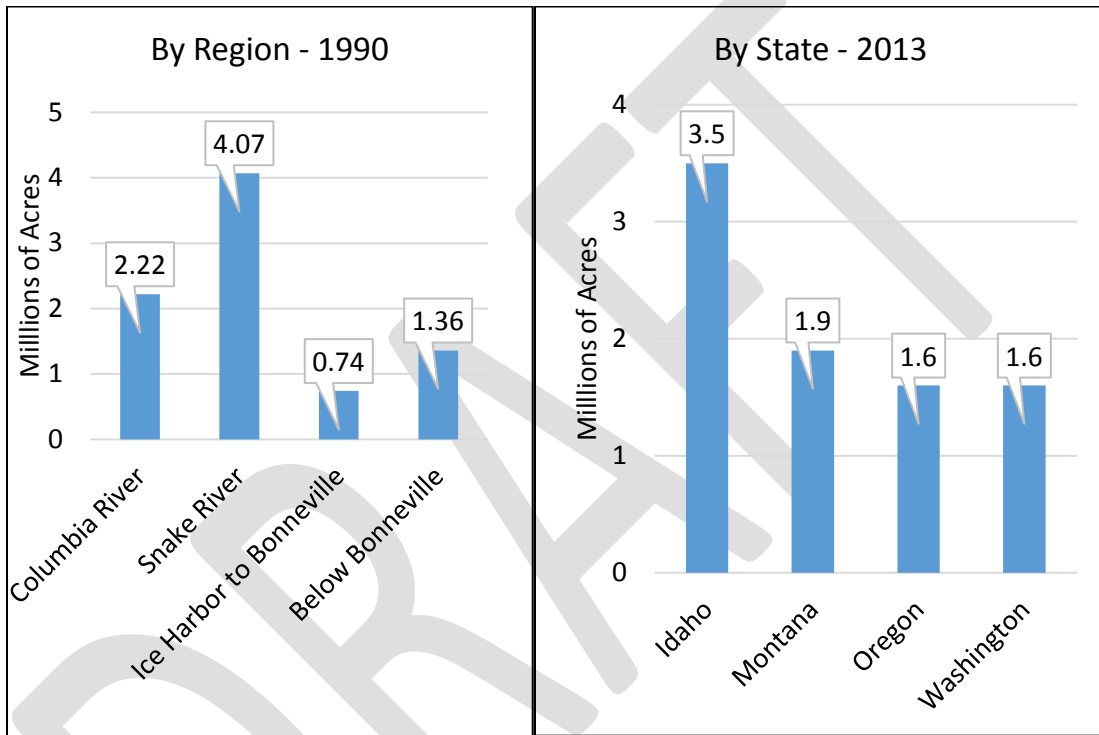 By Region - 1990
Milllions of Acres
5
4
3
2
1
0
2.22
4.07
0.74
1.36
Columbia River
Snake River
Ice Harbor to Bonneville
Below Bonneville
By State - 2013
Milllions of Acres
4
3
2
1
0
3.5
1.9
1.6
1.6
Idaho
Montana
Oregon
Washington
DRAFT